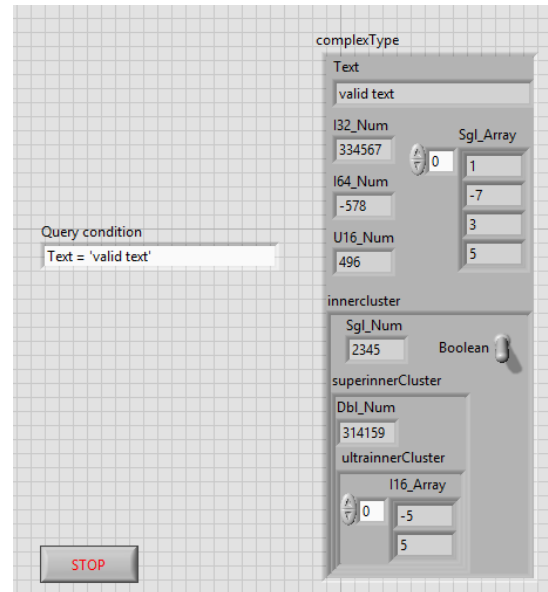 complexType
Text
valid text
I32_Num
334567
0
Sgl_Array
1
-7
3
5
I64_Num
-578
U16_Num
496
Query condition
Text = 'valid text'
innercluster
Sgl_Num
2345
Boolean
superinnerCluster
Dbl_Num
314159
ultrainnerCluster
I16_Array
0
-5
5
STOP